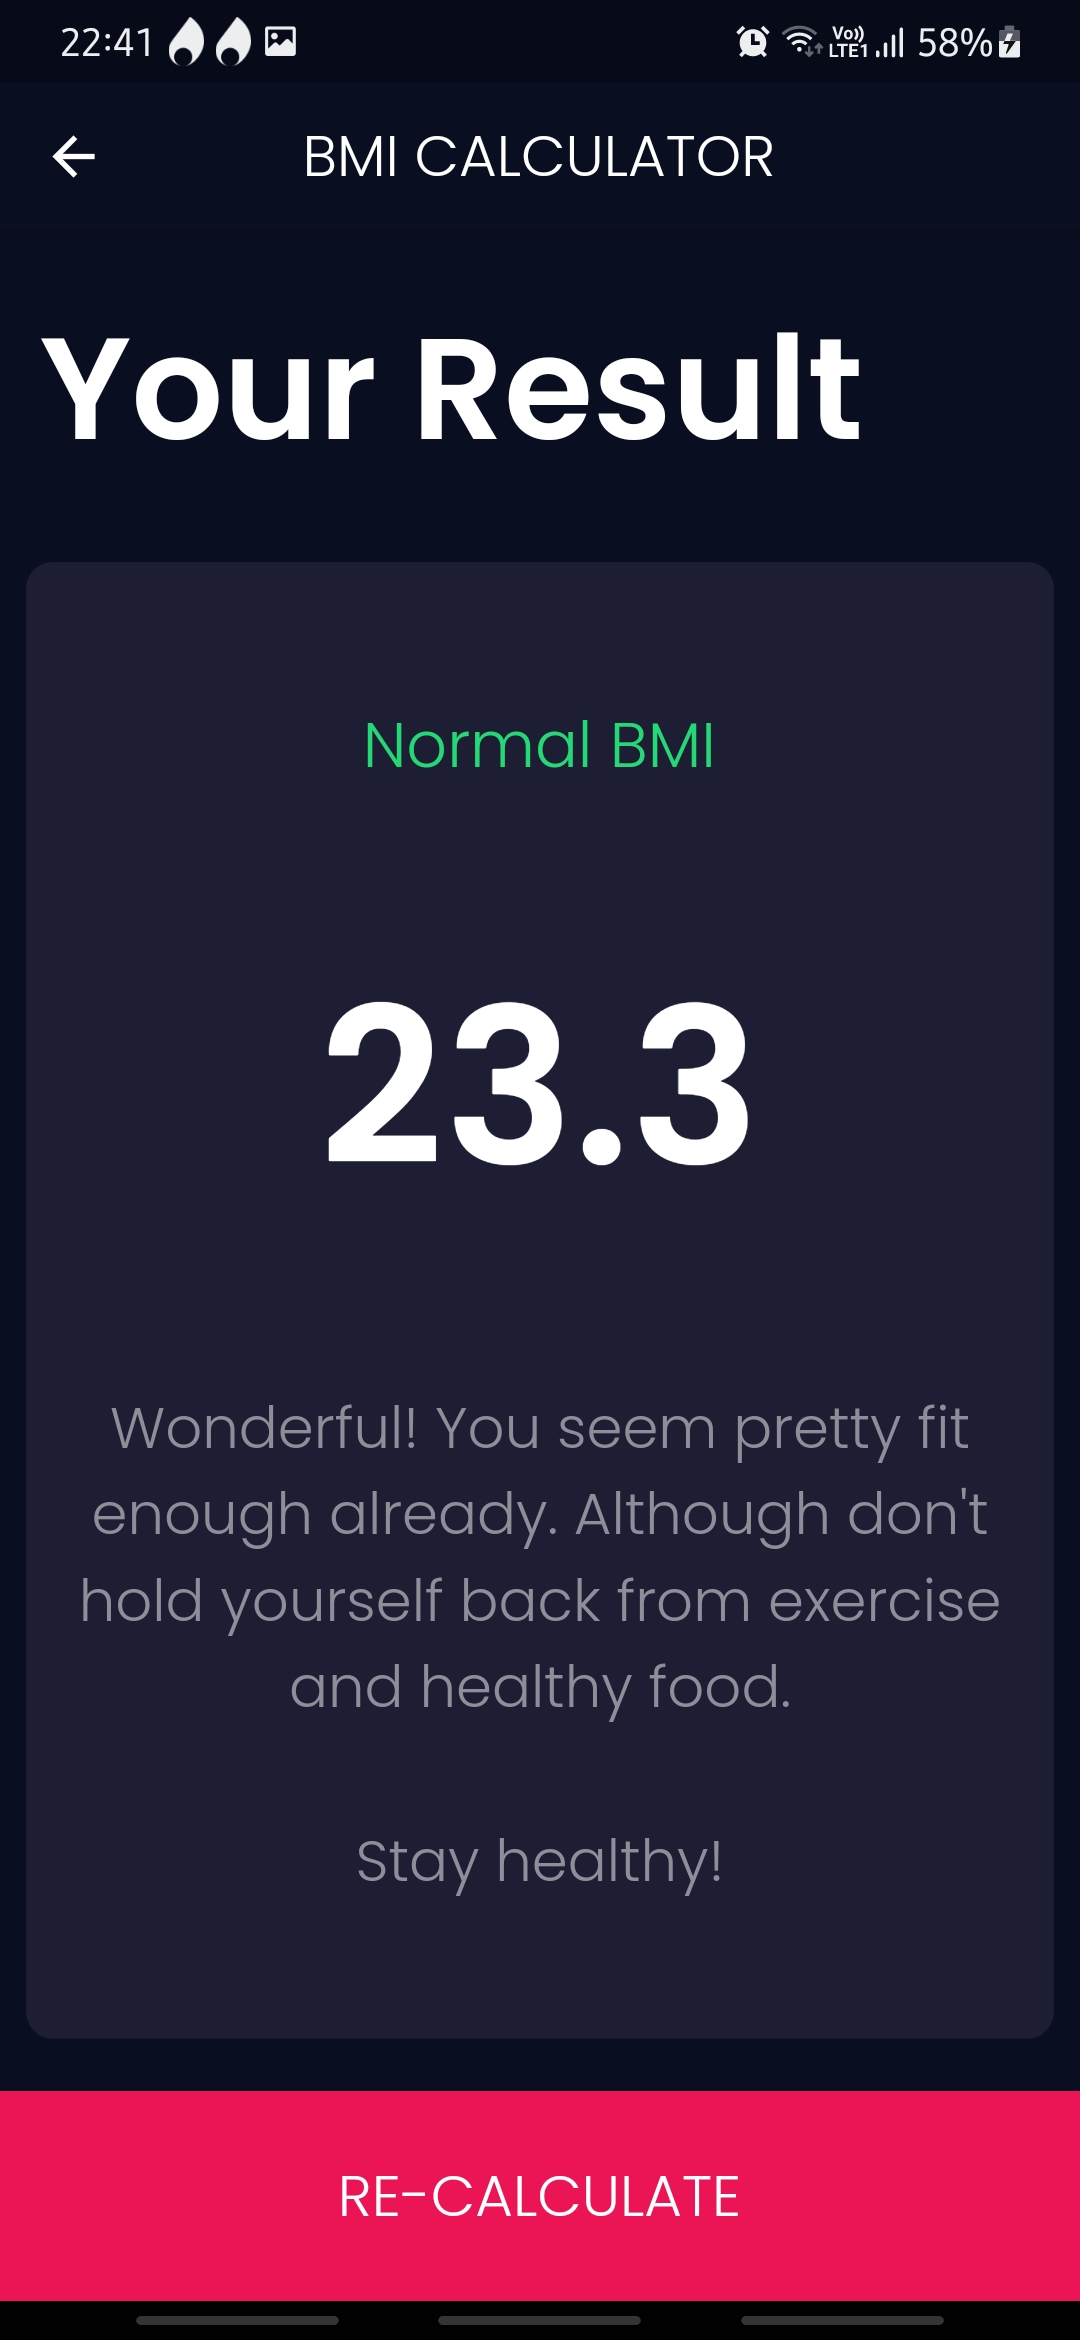 22:41 Vo)) LTE1 58%
BMI CALCULATOR
Your Result
Normal BMI
23.3
Wonderful! You seem pretty fit
enough already. Although don't
hold yourself back from exercise
and healthy food.
Stay healthy!
RE-CALCULATE